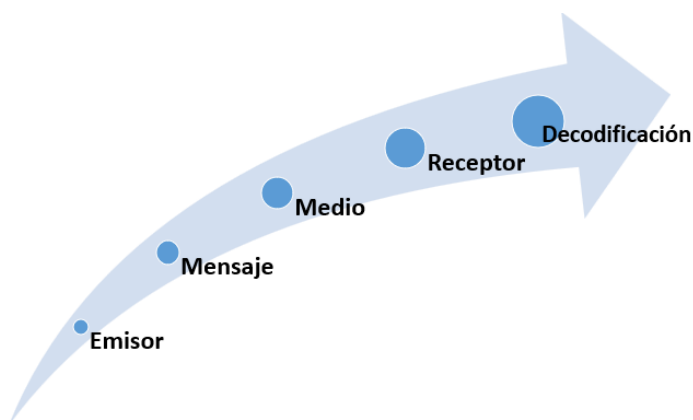 Decodificación
Receptor
Medio
Mensaje
Emisor